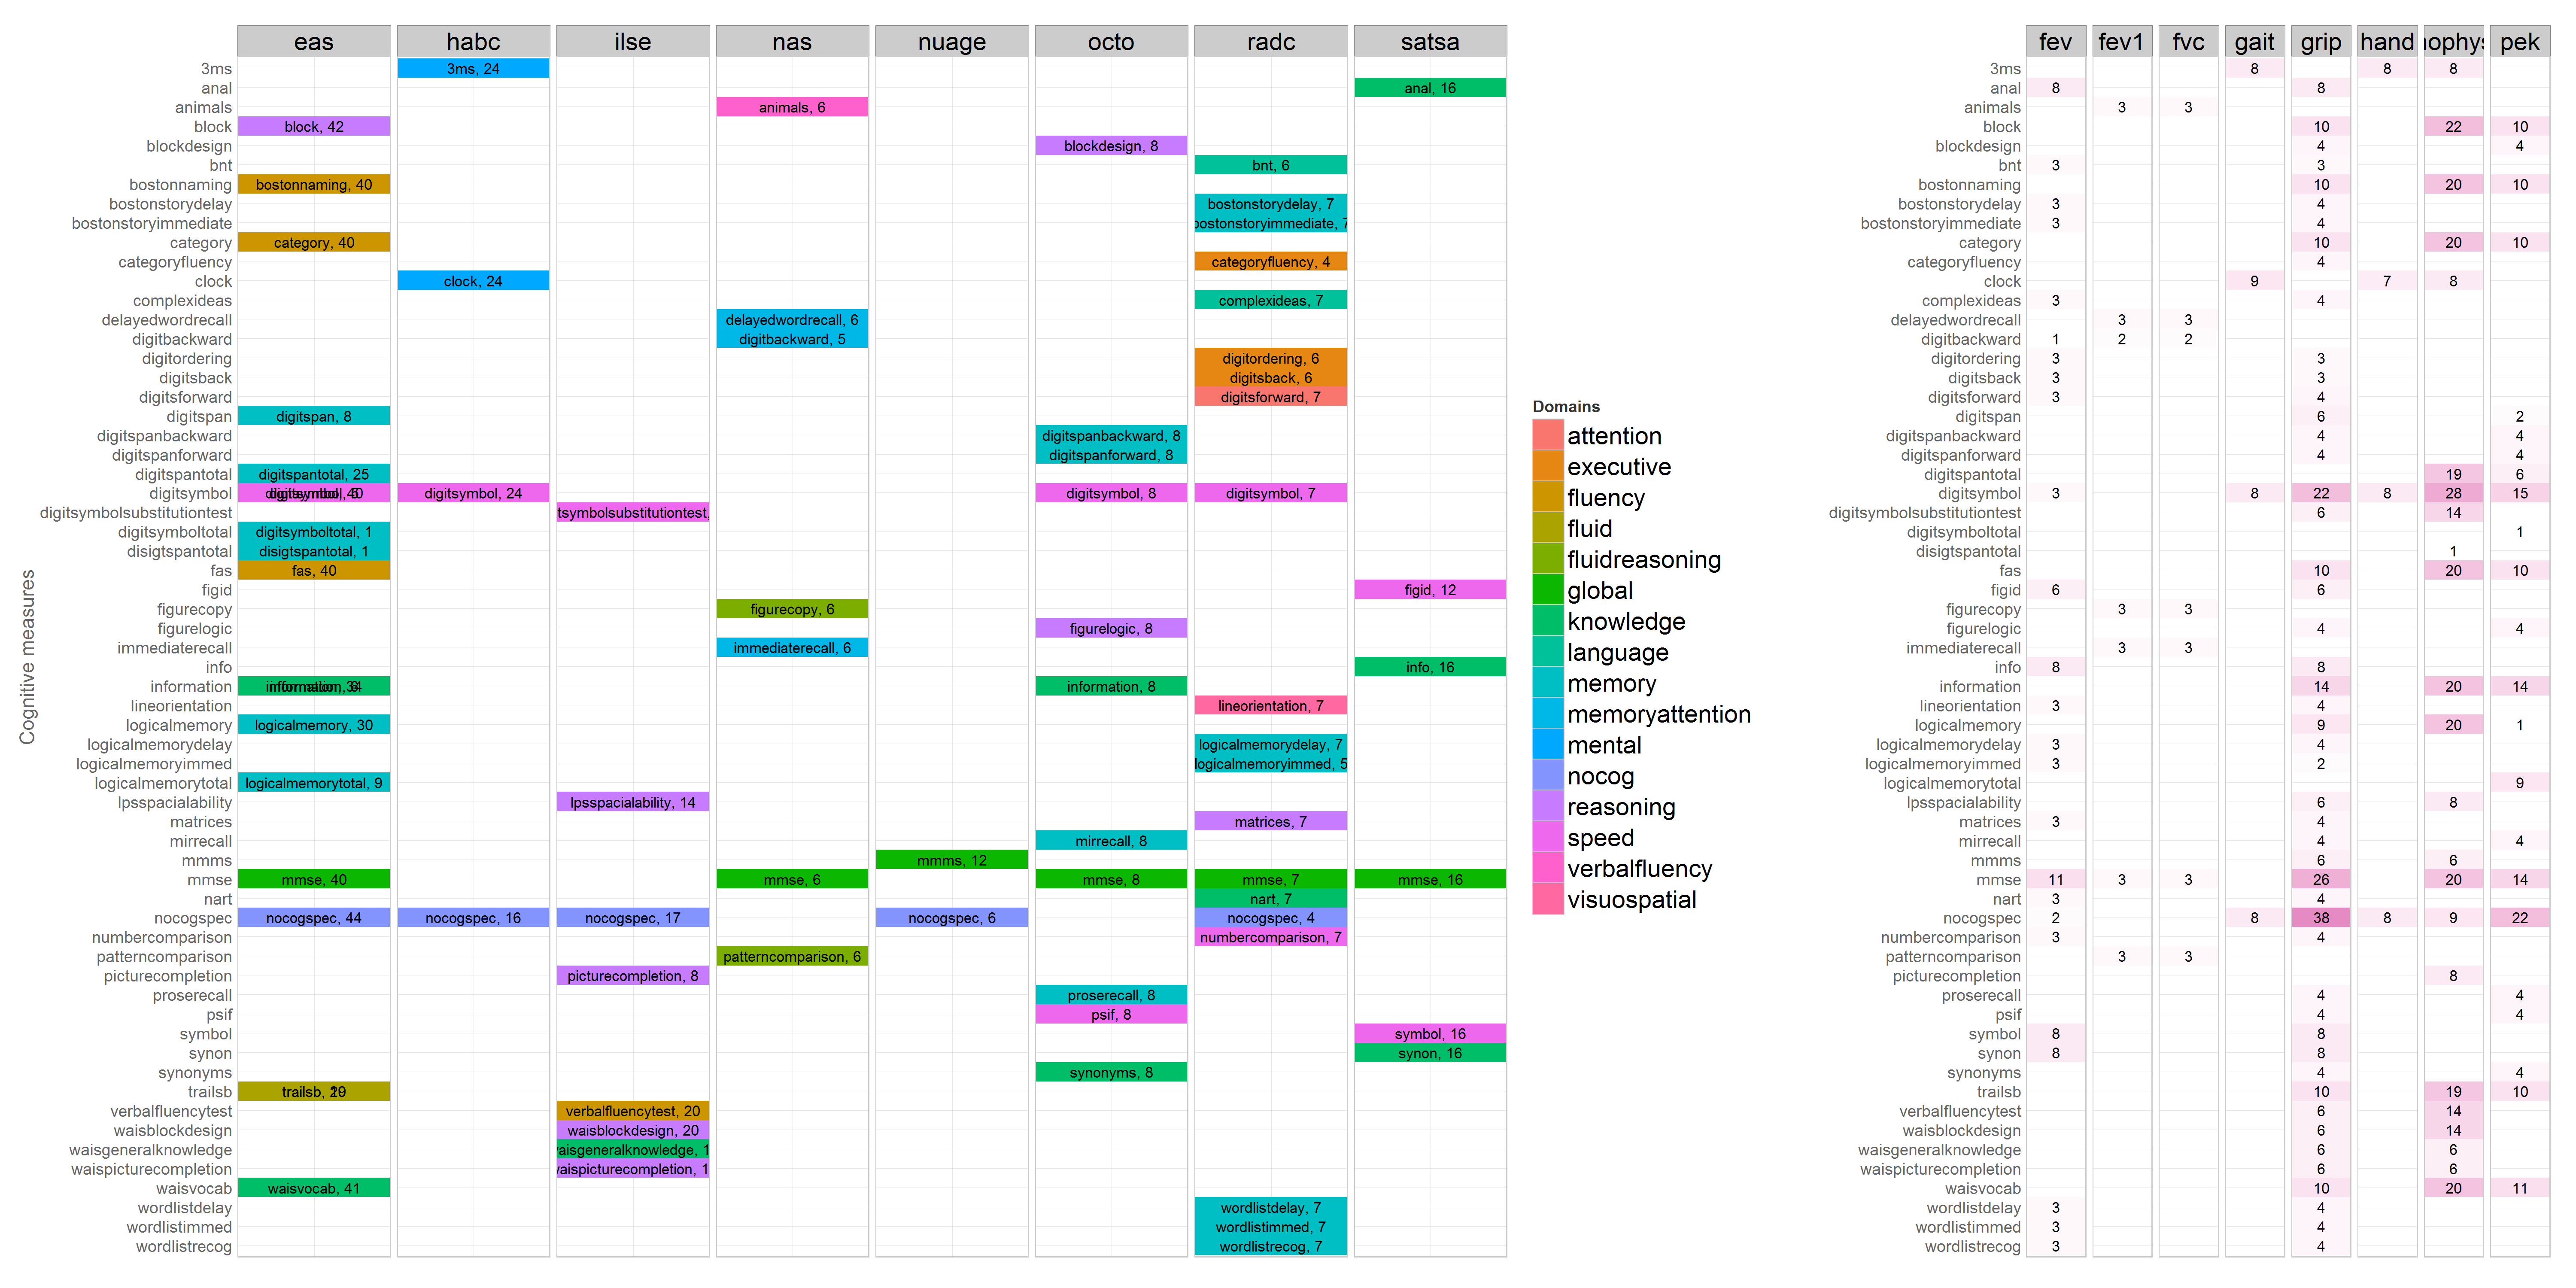 eas habc ilse nas nuage octo radc satsa fev fev1 fvc gait grip hand nophys pek
3ms 3ms, 24 3ms 8 8 8
anal anal, 16 anal 8 8
animals animals, 6 animals 3 3
block block, 42 block 10 22 10
blockdesign blockdesign, 8 blockdesign 4 4
bnt bnt, 6 bnt 3 3
bostonnaming bostonnaming, 40 bostonnaming 10 20 10
bostonstorydelay bostonstorydelay, 7 bostonstorydelay 3 4
bostonstoryimmediate bostonstoryimmediate, 7 bostonstoryimmediate 3 4
category category, 40 category 10 20 10
categoryfluency categoryfluency, 4 categoryfluency 4
clock clock, 24 clock 9 7 8
complexideas complexideas, 7 complexideas 3 4
delayedwordrecall delayedwordrecall, 6 delayedwordrecall 3 3
digitbackward digitbackward, 5 digitbackward 1 2 2
digitordering digitordering, 6 digitordering 3 3
digitsback digitsback, 6 digitsback 3 3
digitsforward digitsforward, 7 digitsforward 3 4
digitspan digitspan, 8 digitspan 6 2
digitspanbackward digitspanbackward, 8 digitspanbackward 4 4
digitspanforward digitspanforward, 8 digitspanforward 4 4
digitspantotal digitspantotal, 25 digitspantotal 19 6
digitsymbol digitsymbol, 24 digitsymbol, 8 digitsymbol, 7 digitsymbol 3 8 22 8 28 15
digitsymbolsubstitutiontest tsymbolsubstitutiontest, digitsymbolsubstitutiontest 6 14
digitsymboltotal digitsymboltotal, 1 digitsymboltotal 1
disigtspantotal disigtspantotal, 1 disigtspantotal 1
fas fas, 40 fas 10 20 10
figid figid, 12 figid 6 6
figurecopy figurecopy, 6 figurecopy 3 3
figurelogic figurelogic, 8 figurelogic 4 4
immediaterecall immediaterecall, 6 immediaterecall 3 3
info info, 16 info 8 8
information information, 8 information 14 20 14
lineorientation lineorientation, 7 lineorientation 3 4
logicalmemory logicalmemory, 30 logicalmemory 9 20 1
logicalmemorydelay logicalmemorydelay, 7 logicalmemorydelay 3 4
logicalmemoryimmed logicalmemoryimmed, 5 logicalmemoryimmed 3 2
logicalmemorytotal logicalmemorytotal, 9 logicalmemorytotal 9
lpsspacialability lpsspacialability, 14 lpsspacialability 6 8
matrices matrices, 7 matrices 3 4
mirrecall mirrecall, 8 mirrecall 4 4
mmms mmms, 12 mmms 6 6
mmse mmse, 40 mmse, 6 mmse, 8 mmse, 7 mmse, 16 mmse 11 3 3 26 20 14
nart nart, 7 nart 3 4
nocogspec nocogspec, 44 nocogspec, 16 nocogspec, 17 nocogspec, 6 nocogspec, 4 nocogspec 2 8 38 8 9 22
numbercomparison numbercomparison, 7 numbercomparison 3 4
patterncomparison patterncomparison, 6 patterncomparison 3 3
picturecompletion picturecompletion, 8 picturecompletion 8
proserecall proserecall, 8 proserecall 4 4
psif psif, 8 psif 4 4
symbol symbol, 16 symbol 8 8
synon synon, 16 synon 8 8
synonyms synonyms, 8 synonyms 4 4
trailsb trailsb, trailsb 10 19 10
verbalfluencytest verbalfluencytest, 20 verbalfluencytest 6 14
waisblockdesign waisblockdesign, 20 waisblockdesign 6 14
waisgeneralknowledge aisgeneralknowledge, 1 waisgeneralknowledge 6 6
waispicturecompletion aispicturecompletion, 1 waispicturecompletion 6 6
waisvocab waisvocab, 41 waisvocab 10 20 11
wordlistdelay wordlistdelay, 7 wordlistdelay 3 4
wordlistimmed wordlistimmed, 7 wordlistimmed 3 4
wordlistrecog wordlistrecog, 7 wordlistrecog 3 4
Cognitive measures
Domains
attention
executive
fluency
fluid
fluidreasoning
global
knowledge
language
memory
memoryattention
mental
nocog
reasoning
speed
verbalfluency
visuospatial